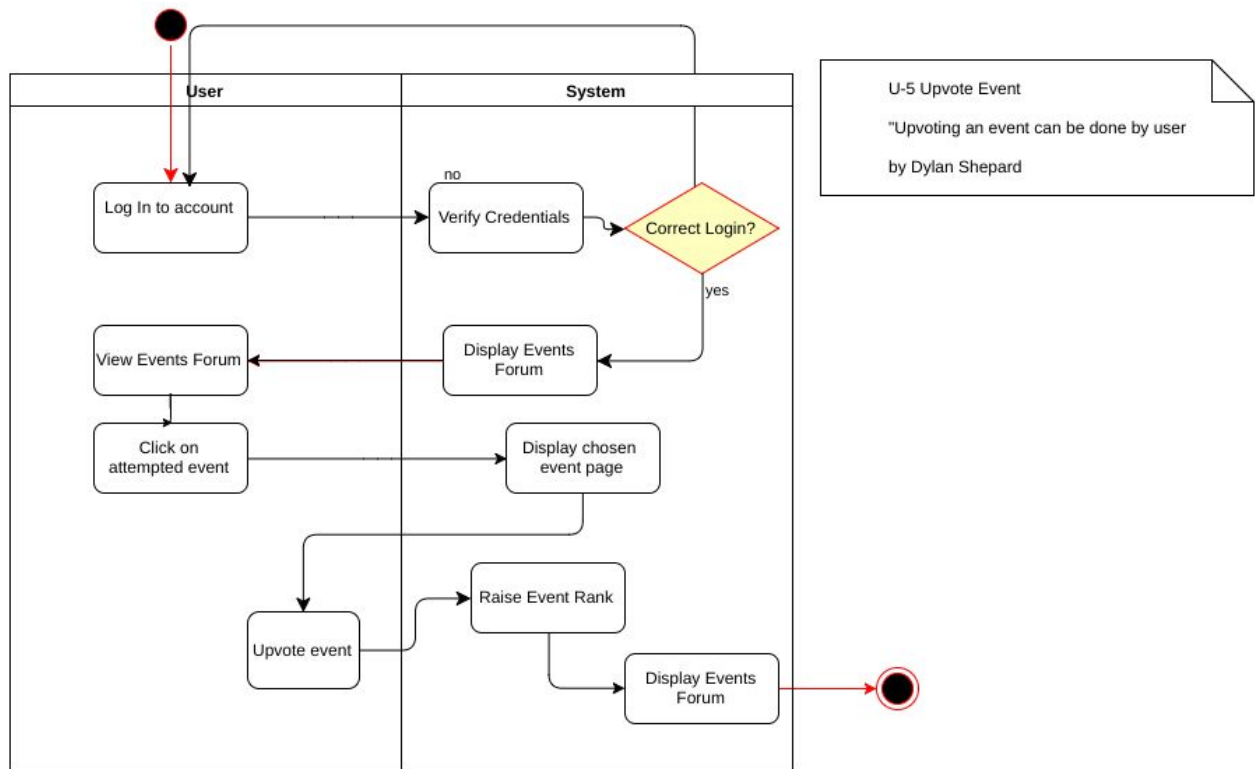 User
System
U-5 Upvote Event
"Upvoting an event can be done by user
by Dylan Shepard
no
Log In to account
Verify Credentials
Correct Login?
yes
View Events Forum
Display Events
Forum
Click on
attempted event
Display chosen
event page
Raise Event Rank
Upvote event
Display Events
Forum